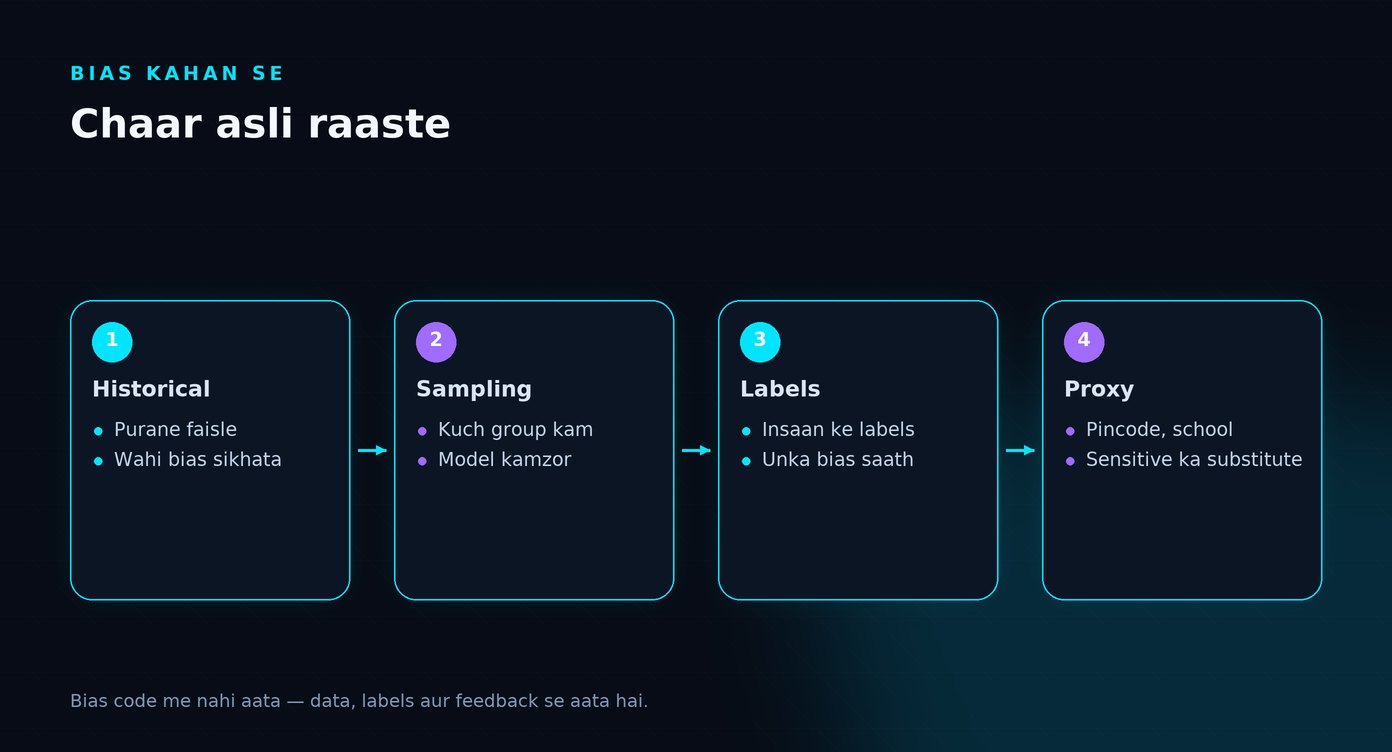 BIAS KAHAN SE
Chaar asli raaste
1
Historical
Purane faisle
Wahi bias sikhata
2
Sampling
Kuch group kam
Model kamzor
3
Labels
Insaan ke labels
Unka bias saath
4
Proxy
Pincode, school
Sensitive ka substitute
Bias code me nahi aata — data, labels aur feedback se aata hai.